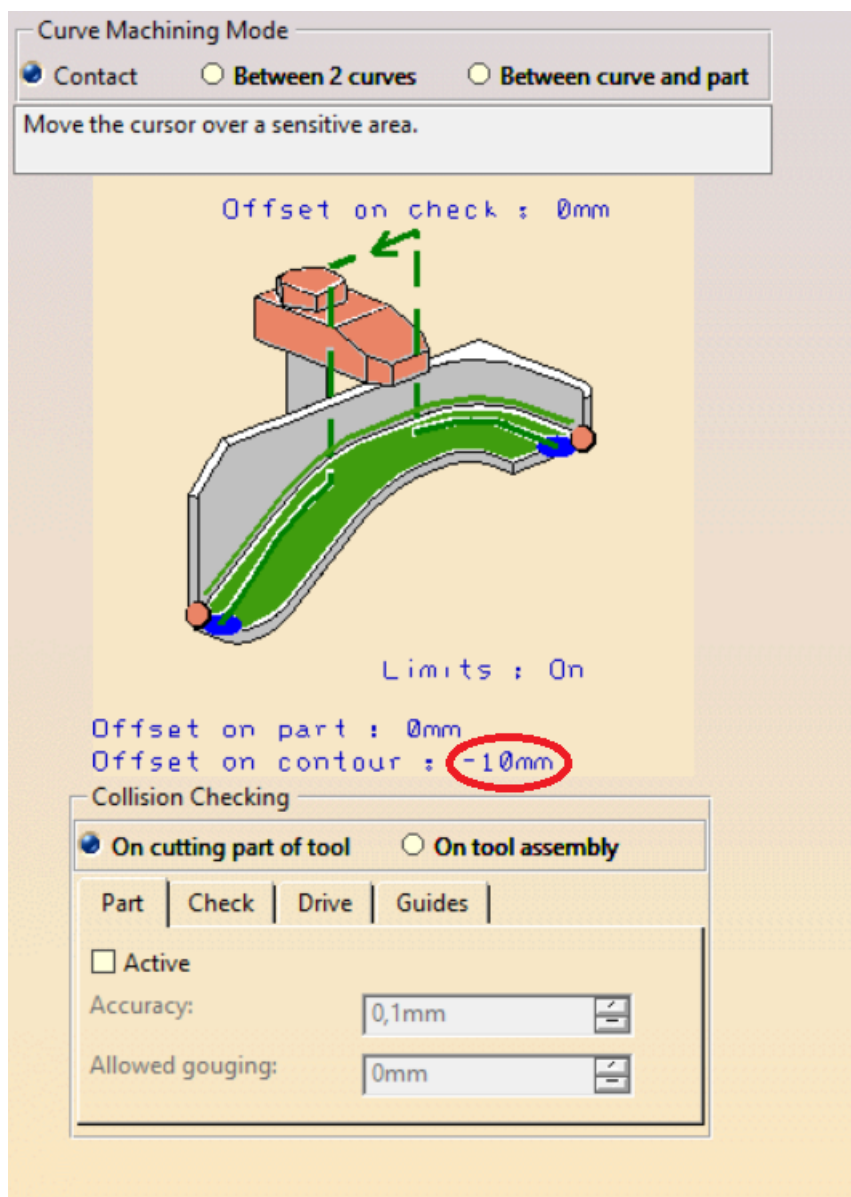 Curve Machining Mode
Contact Between 2 curves Between curve and part
Move the cursor over a sensitive area.
Offset on check : 0mm
Limits : On
Offset on part : 0mm
Offset on contour : -10mm
Collision Checking
On cutting part of tool On tool assembly
Part Check Drive Guides
Active
Accuracy: 0,1mm
Allowed gouging: 0mm